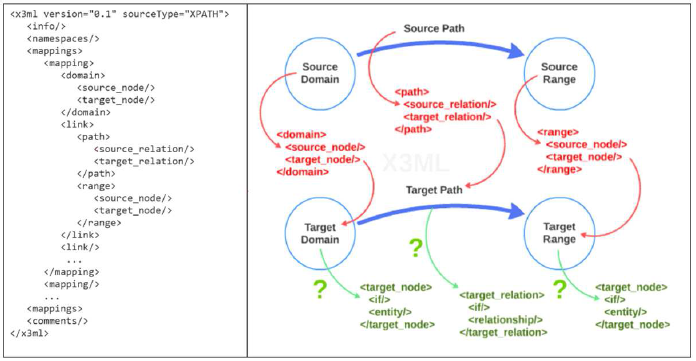 <x3ml version="0.1" sourceType="XPATH">
<info/>
<namespaces/>
<mappings>
<mapping>
<domain>
<source_node/>
<target_node/>
</domain>
<link>
<path>
<source_relation/>
<target_relation/>
</path>
<range>
<source_node/>
<target_node/>
</range>
</link>
<link/>
...
</mapping>
<mapping/>
...
<mappings>
<comments/>
</x3ml>
Source Path
Source
Domain
Source
Range
<path>
<source_relation/>
<target_relation/>
</path>
<domain>
<source_node/>
<target_node/>
</domain>
<range>
<source_node/>
<target_node/>
</range>
X3ML
Target Path
Target
Domain
Target
Range
?
?
?
<target_node>
<if/>
<entity/>
</target_node>
<target_relation>
<if/>
<relationship/>
</target_relation>
<target_node>
<if/>
<entity/>
</target_node>